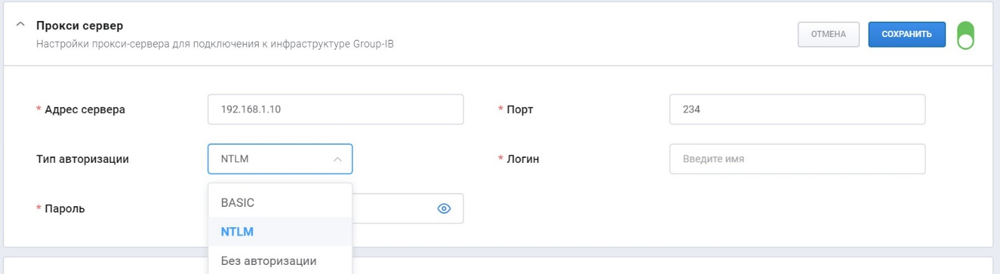 Прокси сервер
Настройки прокси-сервера для подключения к инфраструктуре Group-IB
ОТМЕНА
СОХРАНИТЬ
* Адрес сервера
192.168.1.10
* Порт
234
Тип авторизации
NTLM
* Логин
Введите имя
BASIC
* Пароль
NTLM
Без авторизации